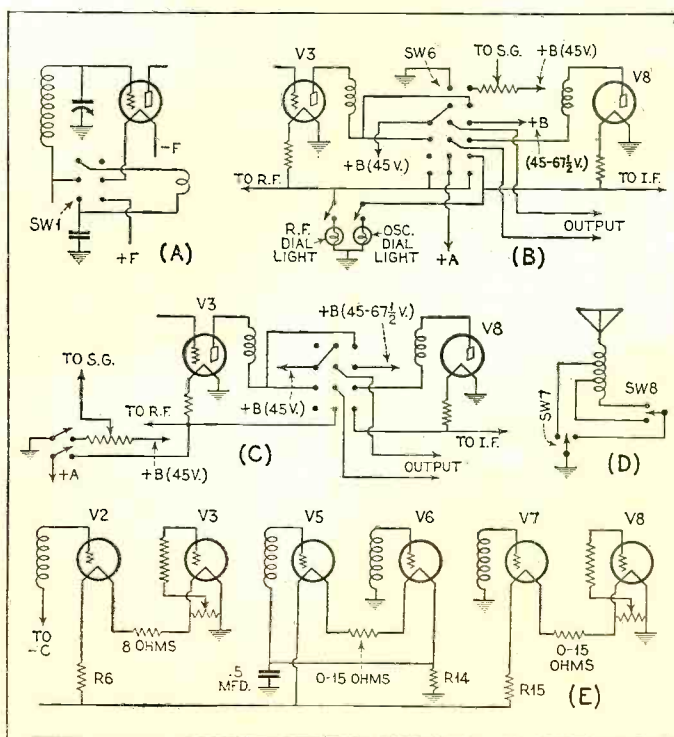 V3
SW6
TO S.G.
+B (45V.)
V8
-F
SW1
+F
(A)
+B (45V.)
+B
(45-67½V.)
TO R.F.
TO I.F.
R.F.
DIAL
LIGHT
OSC.
DIAL
LIGHT
+A
(B)
OUTPUT
V3
+B(45-67½V.)
V8
TO S.G.
+B(45V.)
TO R.F.
TO I.F.
+A
+B(45V.)
(C)
OUTPUT
SW7
SW8
(D)
V2
V3
V5
V6
V7
V8
TO
-C
8 OHMS
R6
.5
MFD.
0-15 OHMS
R14
R15
0-15
OHMS
(E)